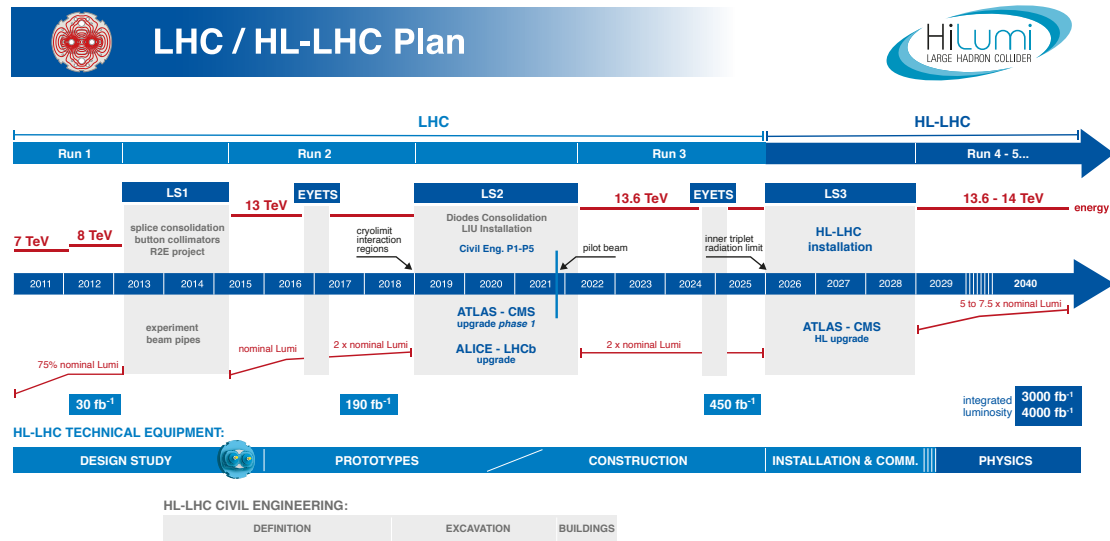 LHC / HL-LHC Plan
HiLumi
LARGE HADRON COLLIDER
LHC
HL-LHC
Run 1
Run 2
Run 3
Run 4 - 5...
LS1
EYETS
LS2
EYETS
LS3
7 TeV
8 TeV
13 TeV
13.6 TeV
13.6 - 14 TeV
energy
splice consolidation
button collimators
R2E project
cryolimit
interaction
regions
Diodes Consolidation
LIU Installation
Civil Eng. P1-P5
pilot beam
inner triplet
radiation limit
HL-LHC
installation
2011
2012
2013
2014
2015
2016
2017
2018
2019
2020
2021
2022
2023
2024
2025
2026
2027
2028
2029
2040
experiment
beam pipes
ATLAS - CMS
upgrade phase 1
ALICE - LHCb
upgrade
ATLAS - CMS
HL upgrade
75% nominal Lumi
nominal Lumi
2 x nominal Lumi
2 x nominal Lumi
5 to 7.5 x nominal Lumi
30 fb⁻¹
190 fb⁻¹
450 fb⁻¹
integrated
luminosity
3000 fb⁻¹
4000 fb⁻¹
HL-LHC TECHNICAL EQUIPMENT:
DESIGN STUDY
PROTOTYPES
CONSTRUCTION
INSTALLATION & COMM.
PHYSICS
HL-LHC CIVIL ENGINEERING:
DEFINITION
EXCAVATION
BUILDINGS